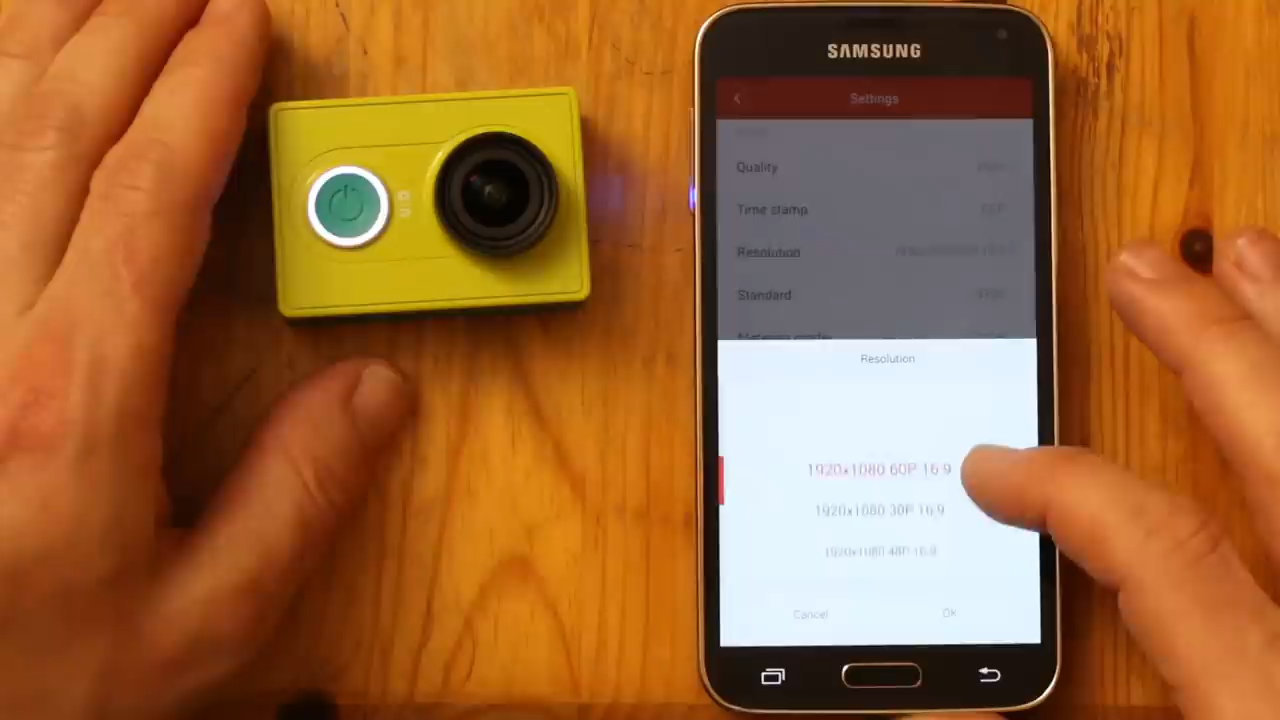 SAMSUNG
Settings
Quality
Time stamp
Resolution
Standard
Resolution
1920x1080 60P 16:9
1920x1080 30P 16:9
1920x1080 48P 16:9
Cancel
OK